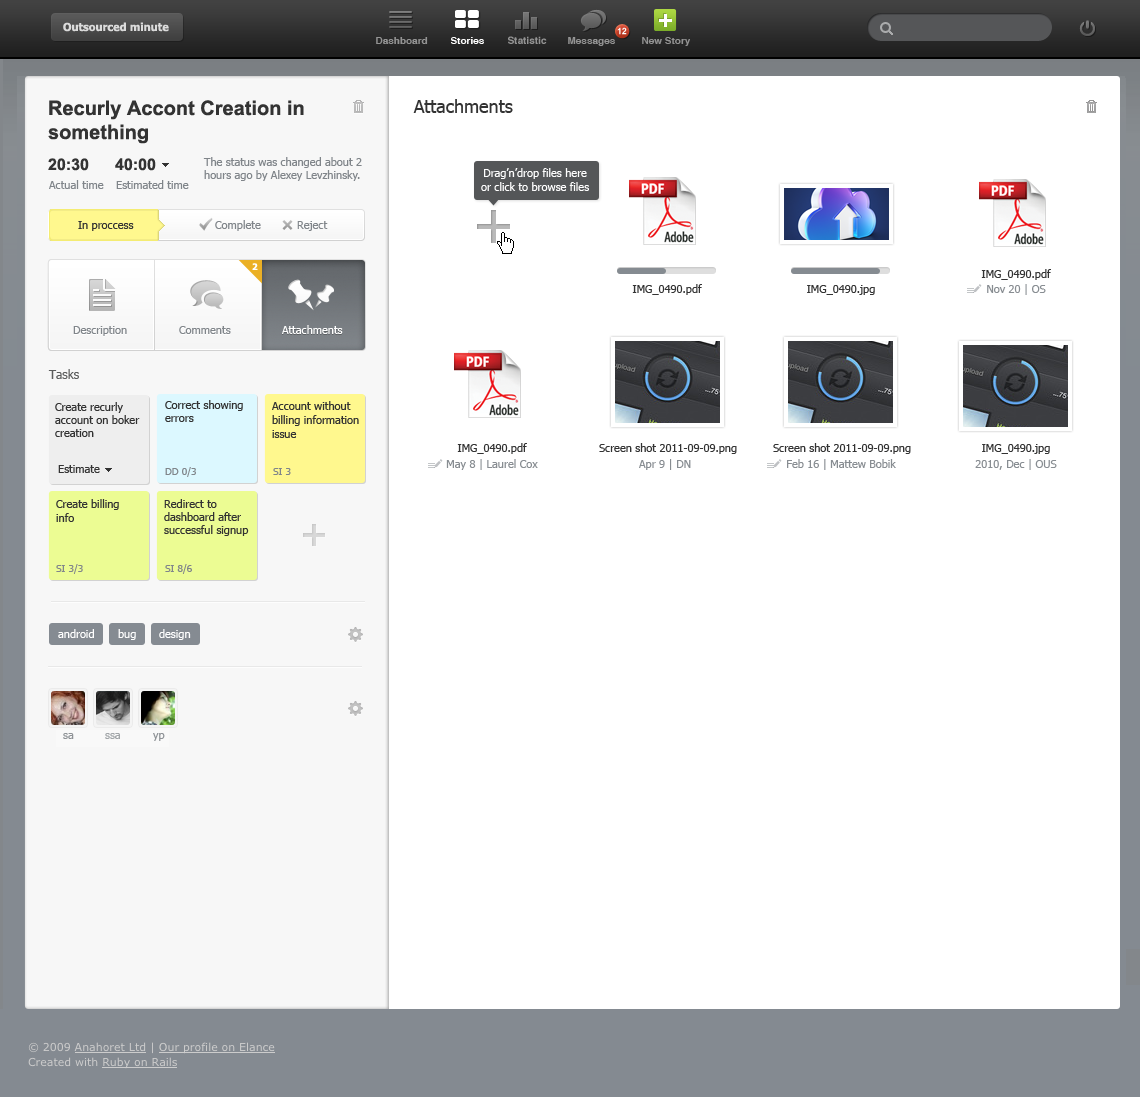 Outsourced minute
Dashboard
Stories
Statistic
Messages
12
New Story
Recurly Accont Creation in
something
20:30
40:00
Actual time
Estimated time
The status was changed about 2
hours ago by Alexey Levzhinsky.
In proccess
Complete
Reject
Description
2
Comments
Attachments
Tasks
Create recurly
account on boker
creation
Estimate
Correct showing
errors
DD 0/3
Account without
billing information
issue
SI 3
Create billing
info
SI 3/3
Redirect to
dashboard after
successful signup
SI 8/6
android
bug
design
sa
ssa
yp
Attachments
Drag'n'drop files here
or click to browse files
PDF
Adobe
IMG_0490.pdf
IMG_0490.jpg
PDF
Adobe
IMG_0490.pdf
Nov 20 | OS
PDF
Adobe
IMG_0490.pdf
May 8 | Laurel Cox
upload
...75
Screen shot 2011-09-09.png
Apr 9 | DN
upload
...75
Screen shot 2011-09-09.png
Feb 16 | Mattew Bobik
upload
...75
IMG_0490.jpg
2010, Dec | OUS
© 2009 Anahoret Ltd | Our profile on Elance
Created with Ruby on Rails